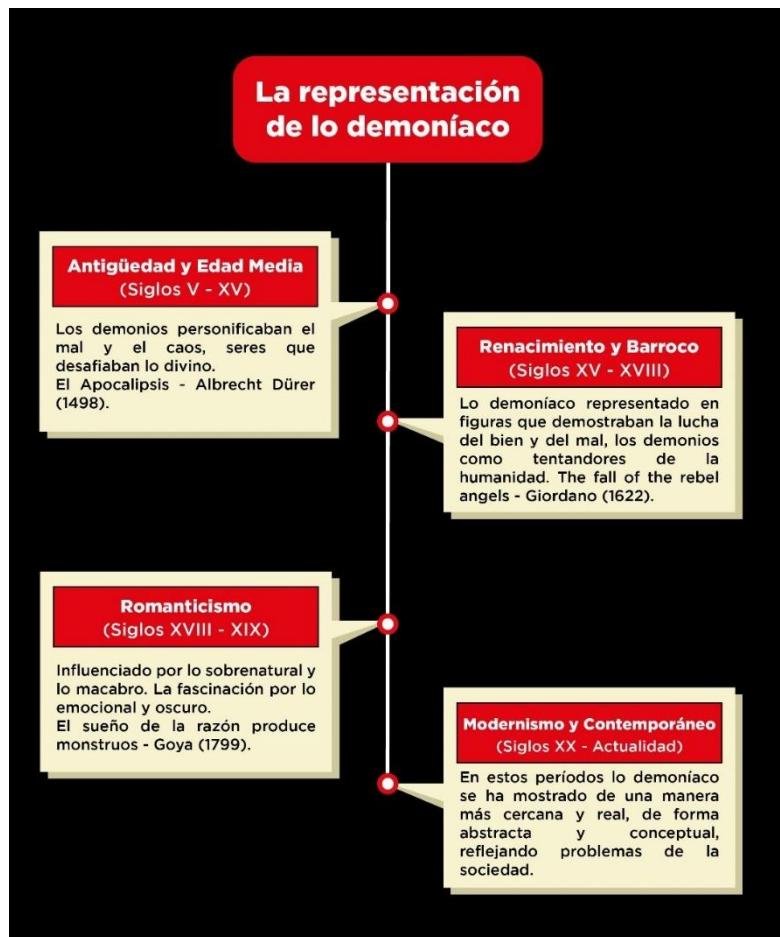 La representación
de lo demoníaco
Antigüedad y Edad Media
(Siglos V - XV)
Los demonios personificaban el
mal y el caos, seres que
desafiaban lo divino.
El Apocalipsis - Albrecht Dürer
(1498).
Renacimiento y Barroco
(Siglos XV - XVIII)
Lo demoníaco representado en
figuras que demostraban la lucha
del bien y del mal, los demonios
como tentandores de la
humanidad. The fall of the rebel
angels - Giordano (1622).
Romanticismo
(Siglos XVIII - XIX)
Influenciado por lo sobrenatural y
lo macabro. La fascinación por lo
emocional y oscuro.
El sueño de la razón produce
monstruos - Goya (1799).
Modernismo y Contemporáneo
(Siglos XX - Actualidad)
En estos períodos lo demoníaco
se ha mostrado de una manera
más cercana y real, de forma
abstracta y conceptual,
reflejando problemas de la
sociedad.